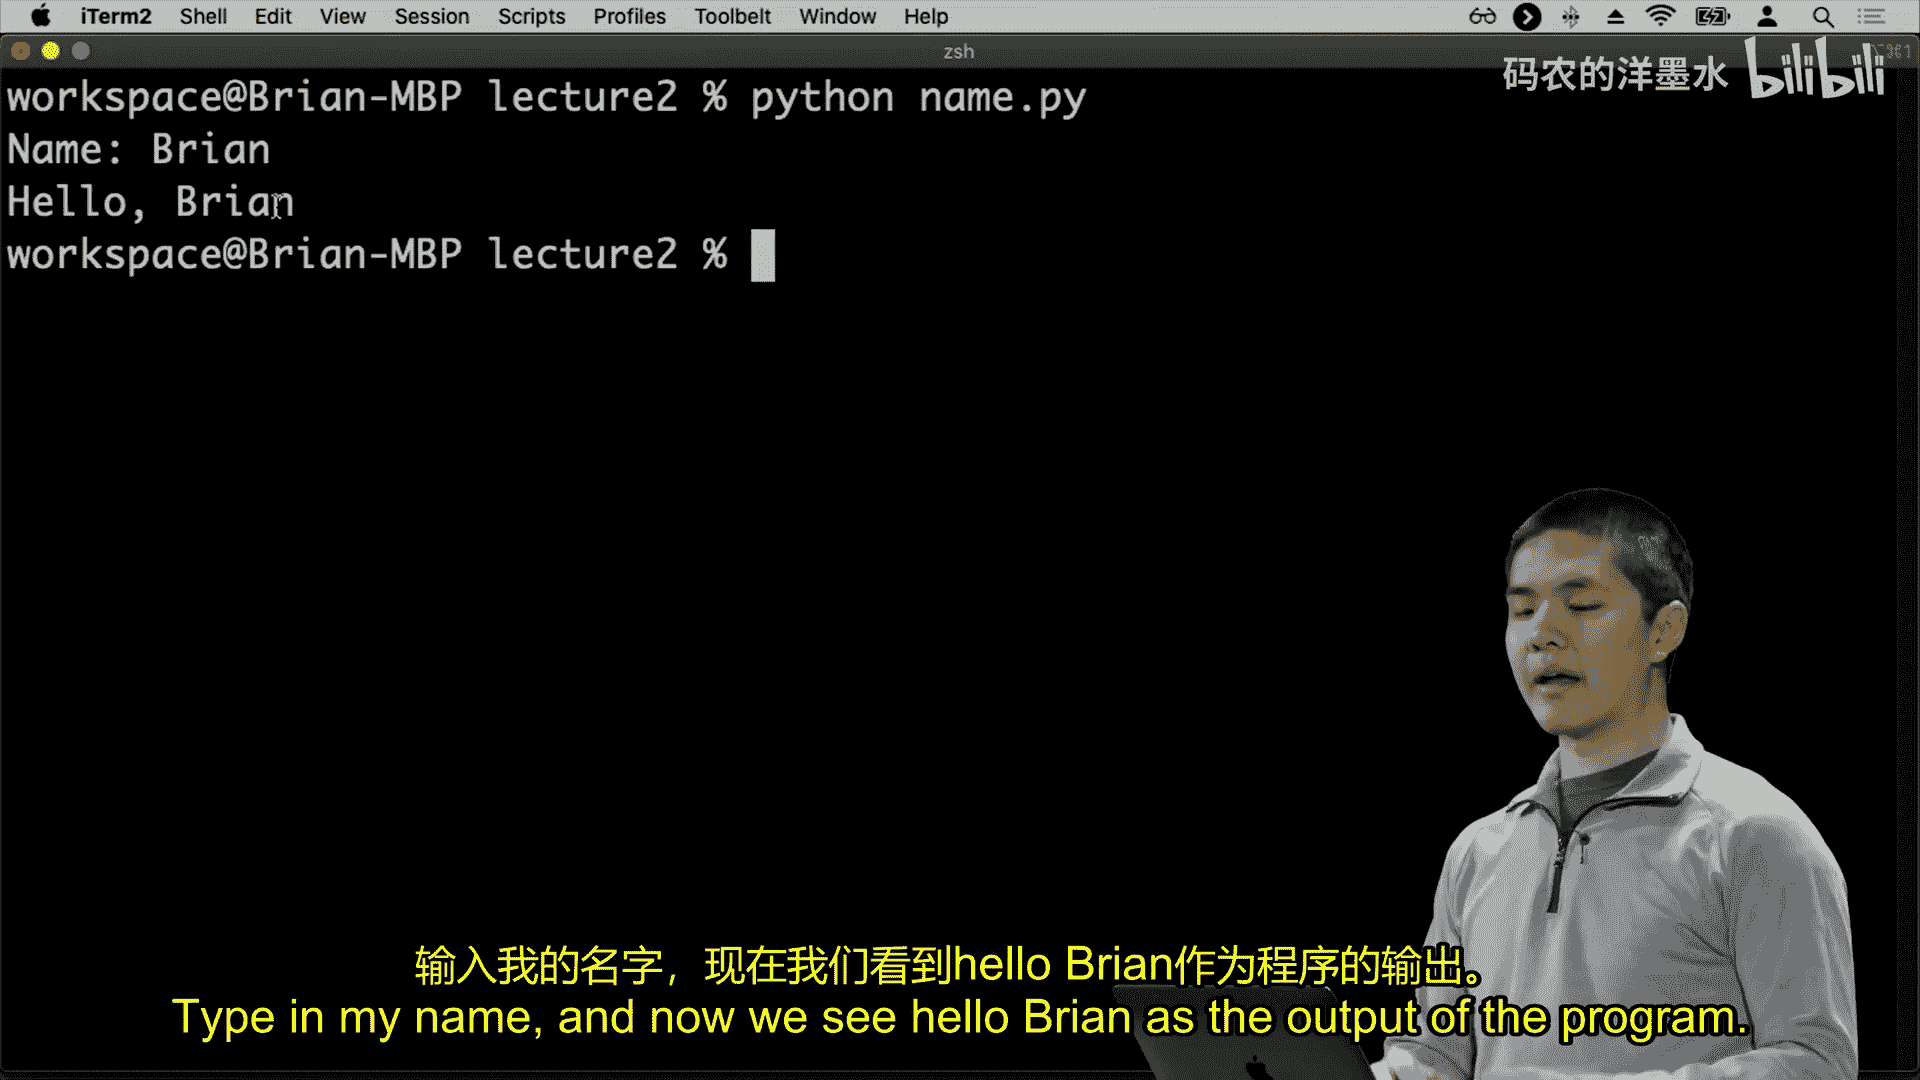 iTerm2 Shell Edit View Session Scripts Profiles Toolbelt Window Help
zsh
码农的洋墨水 bilibili
workspace@Brian-MBP lecture2 % python name.py
Name: Brian
Hello, Brian
workspace@Brian-MBP lecture2 %
输入我的名字，现在我们看到hello Brian作为程序的输出。
Type in my name, and now we see hello Brian as the output of the program.